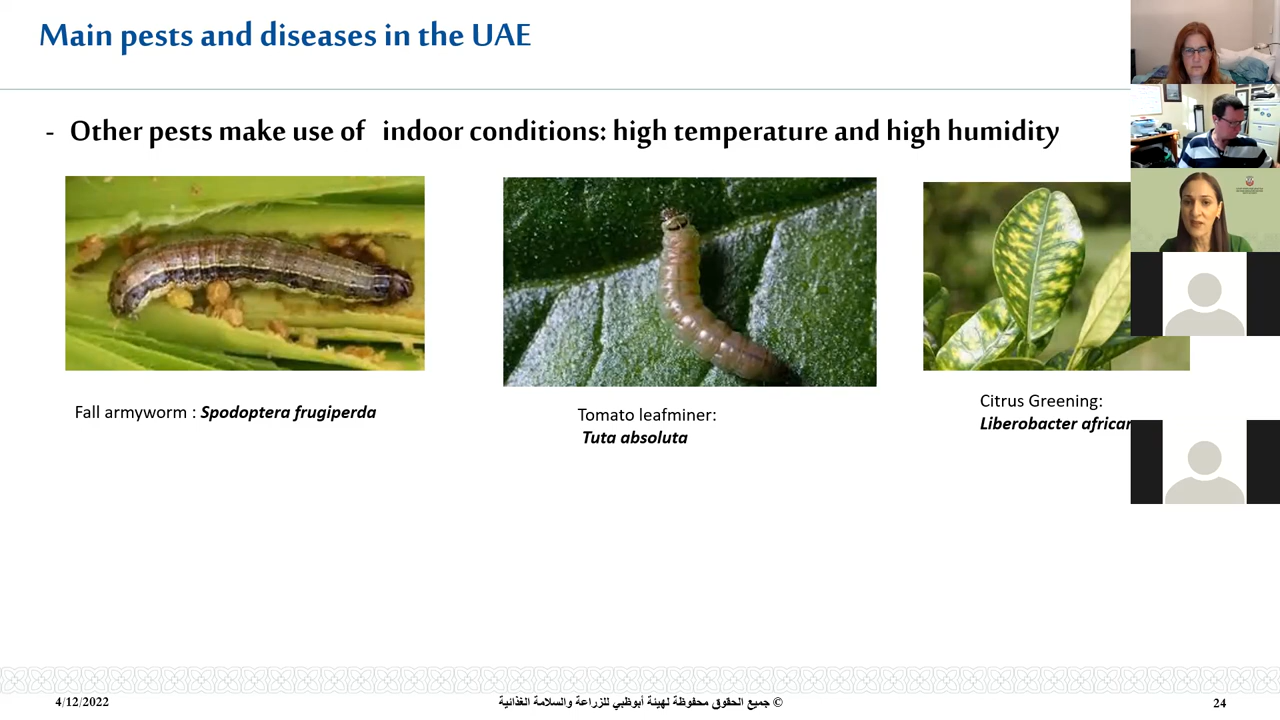 Main pests and diseases in the UAE
- Other pests make use of indoor conditions: high temperature and high humidity
Fall armyworm : Spodoptera frugiperda
Tomato leafminer:
Tuta absoluta
Citrus Greening:
Liberobacter
4/12/2022
© جميع الحقوق محفوظة لهيئة أبوظبي للزراعة والسلامة الغذائية
24